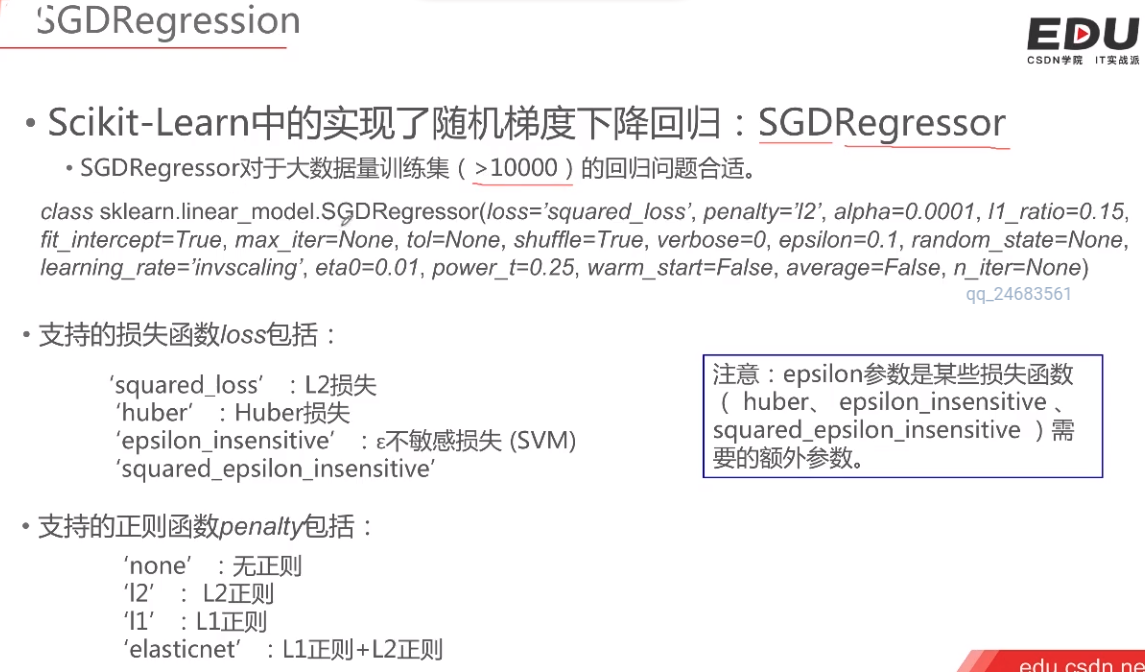 SGDRegression
EDU
CSDN学院 IT实战派
• Scikit-Learn中的实现了随机梯度下降回归：SGDRegressor
• SGDRegressor对于大数据量训练集（>10000）的回归问题合适。
class sklearn.linear_model.SGDRegressor(loss=’squared_loss’, penalty=’l2’, alpha=0.0001, l1_ratio=0.15,
fit_intercept=True, max_iter=None, tol=None, shuffle=True, verbose=0, epsilon=0.1, random_state=None,
learning_rate=’invscaling’, eta0=0.01, power_t=0.25, warm_start=False, average=False, n_iter=None)
qq_24683561
• 支持的损失函数loss包括：
‘squared_loss’ ：L2损失
‘huber’ ：Huber损失
‘epsilon_insensitive’ ：ε不敏感损失 (SVM)
‘squared_epsilon_insensitive’
注意：epsilon参数是某些损失函数
（ huber、 epsilon_insensitive 、
squared_epsilon_insensitive ）需
要的额外参数。
• 支持的正则函数penalty包括：
‘none’ ：无正则
‘l2’ ： L2正则
‘l1’ ：L1正则
‘elasticnet’ ：L1正则+L2正则
edu.csdn.ne